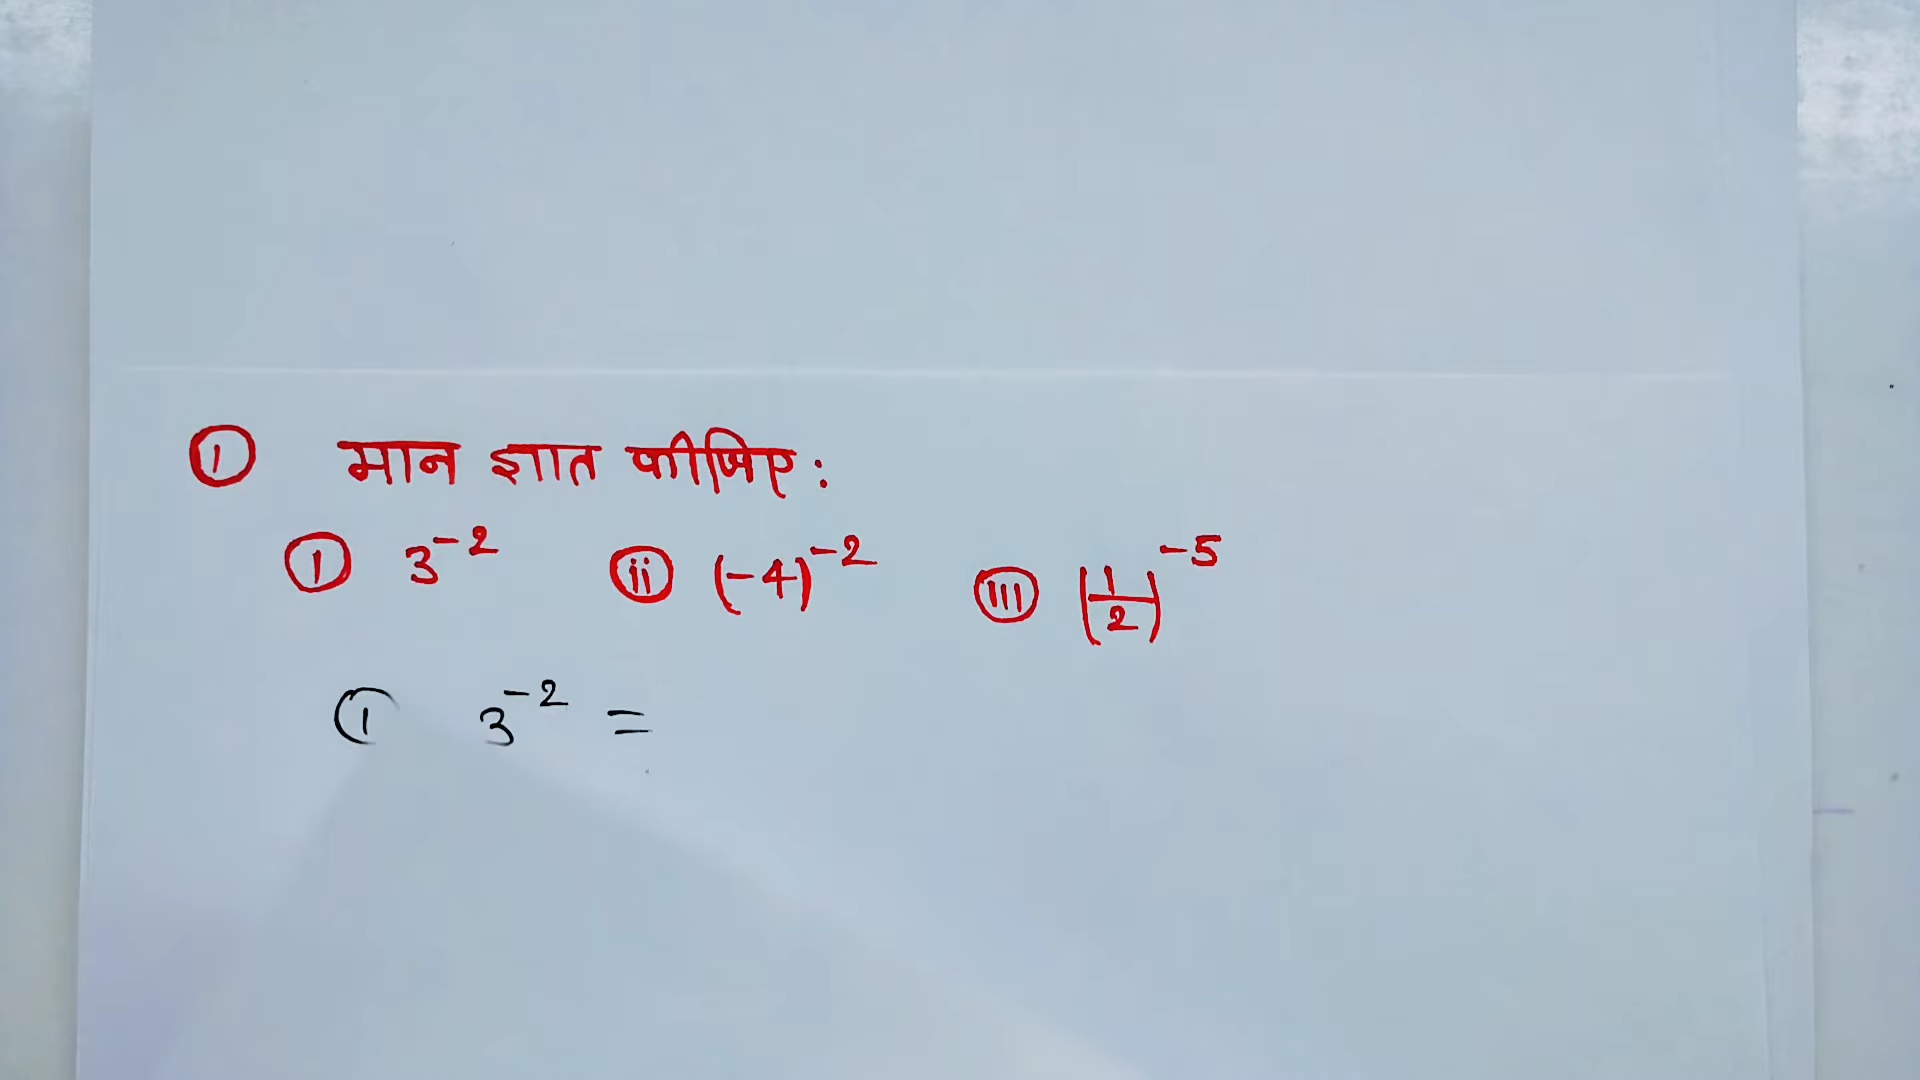 ① मान ज्ञात कीजिए :
① 3⁻² ⓘⓘ (-4)⁻² ⓘⓘⓘ (1/2)⁻⁵
① 3⁻² =